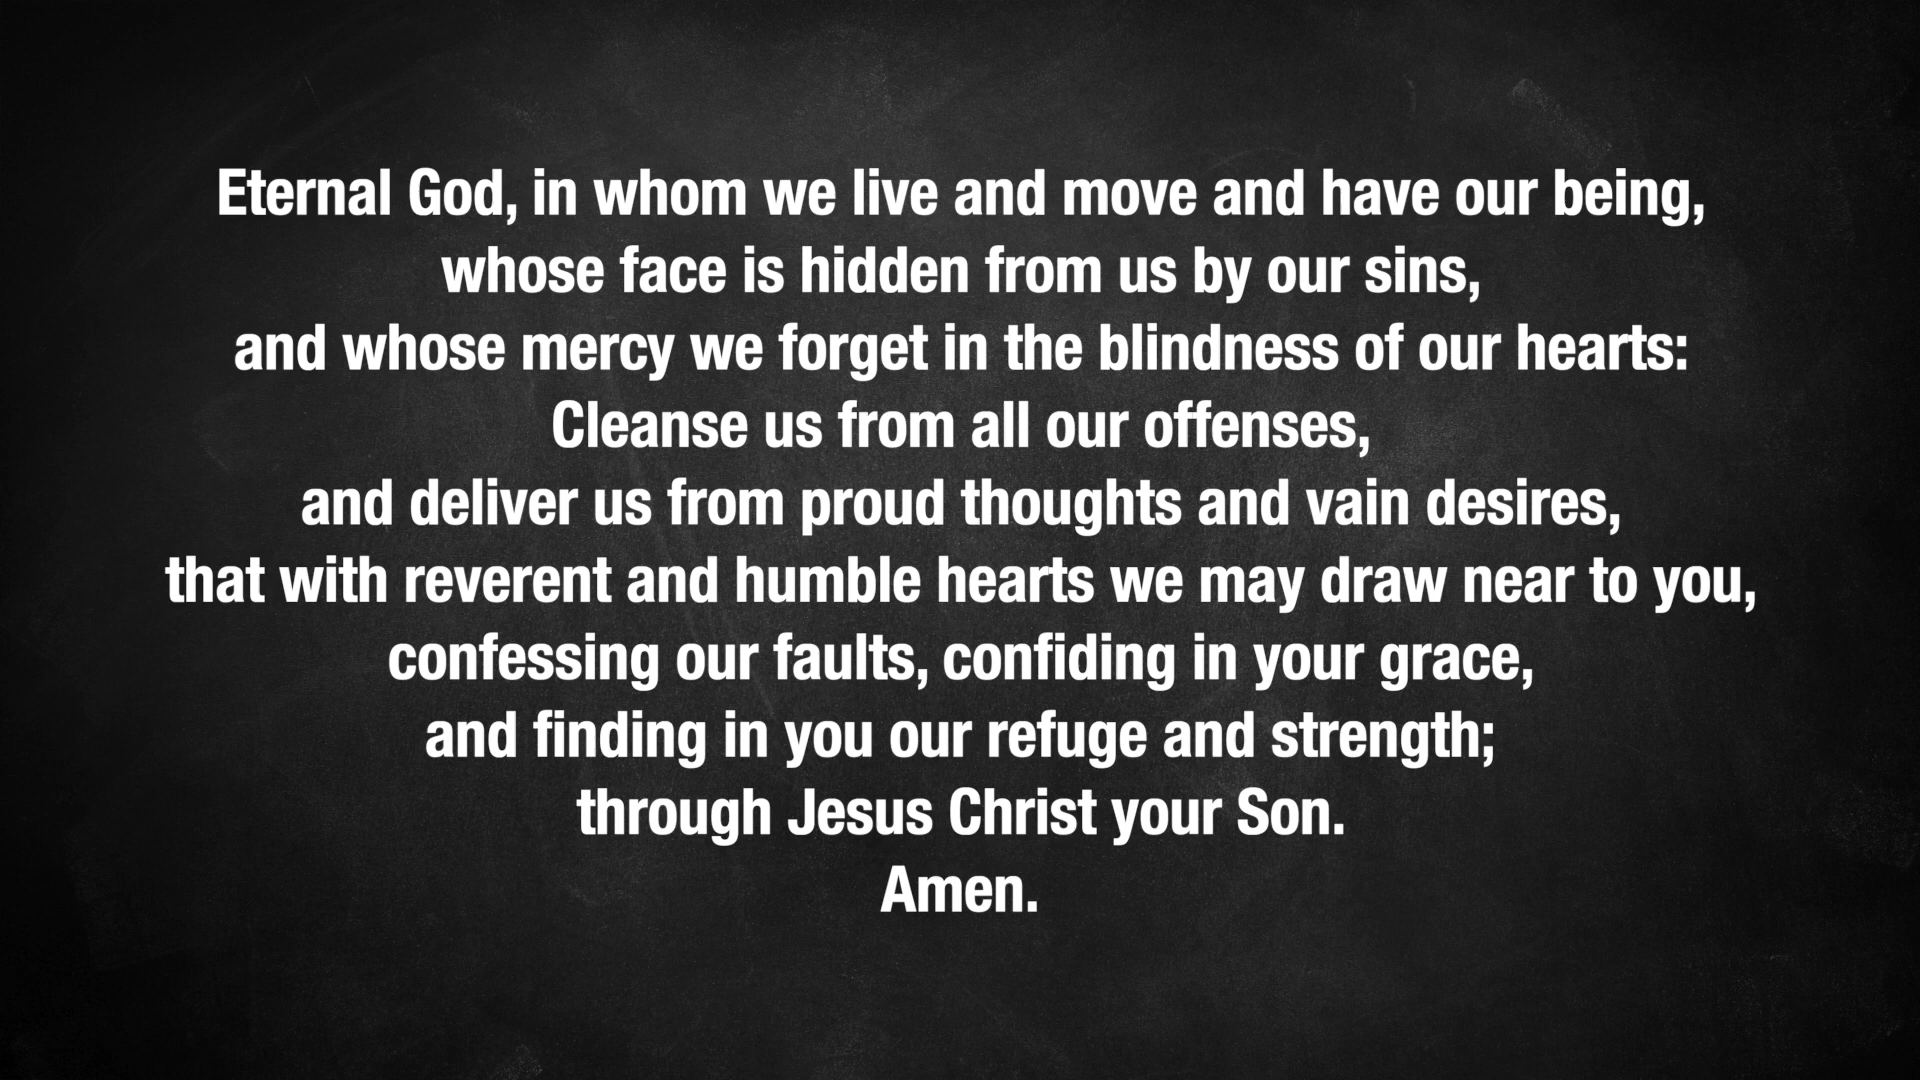 Eternal God, in whom we live and move and have our being,
whose face is hidden from us by our sins,
and whose mercy we forget in the blindness of our hearts:
Cleanse us from all our offenses,
and deliver us from proud thoughts and vain desires,
that with reverent and humble hearts we may draw near to you,
confessing our faults, confiding in your grace,
and finding in you our refuge and strength;
through Jesus Christ your Son.
Amen.